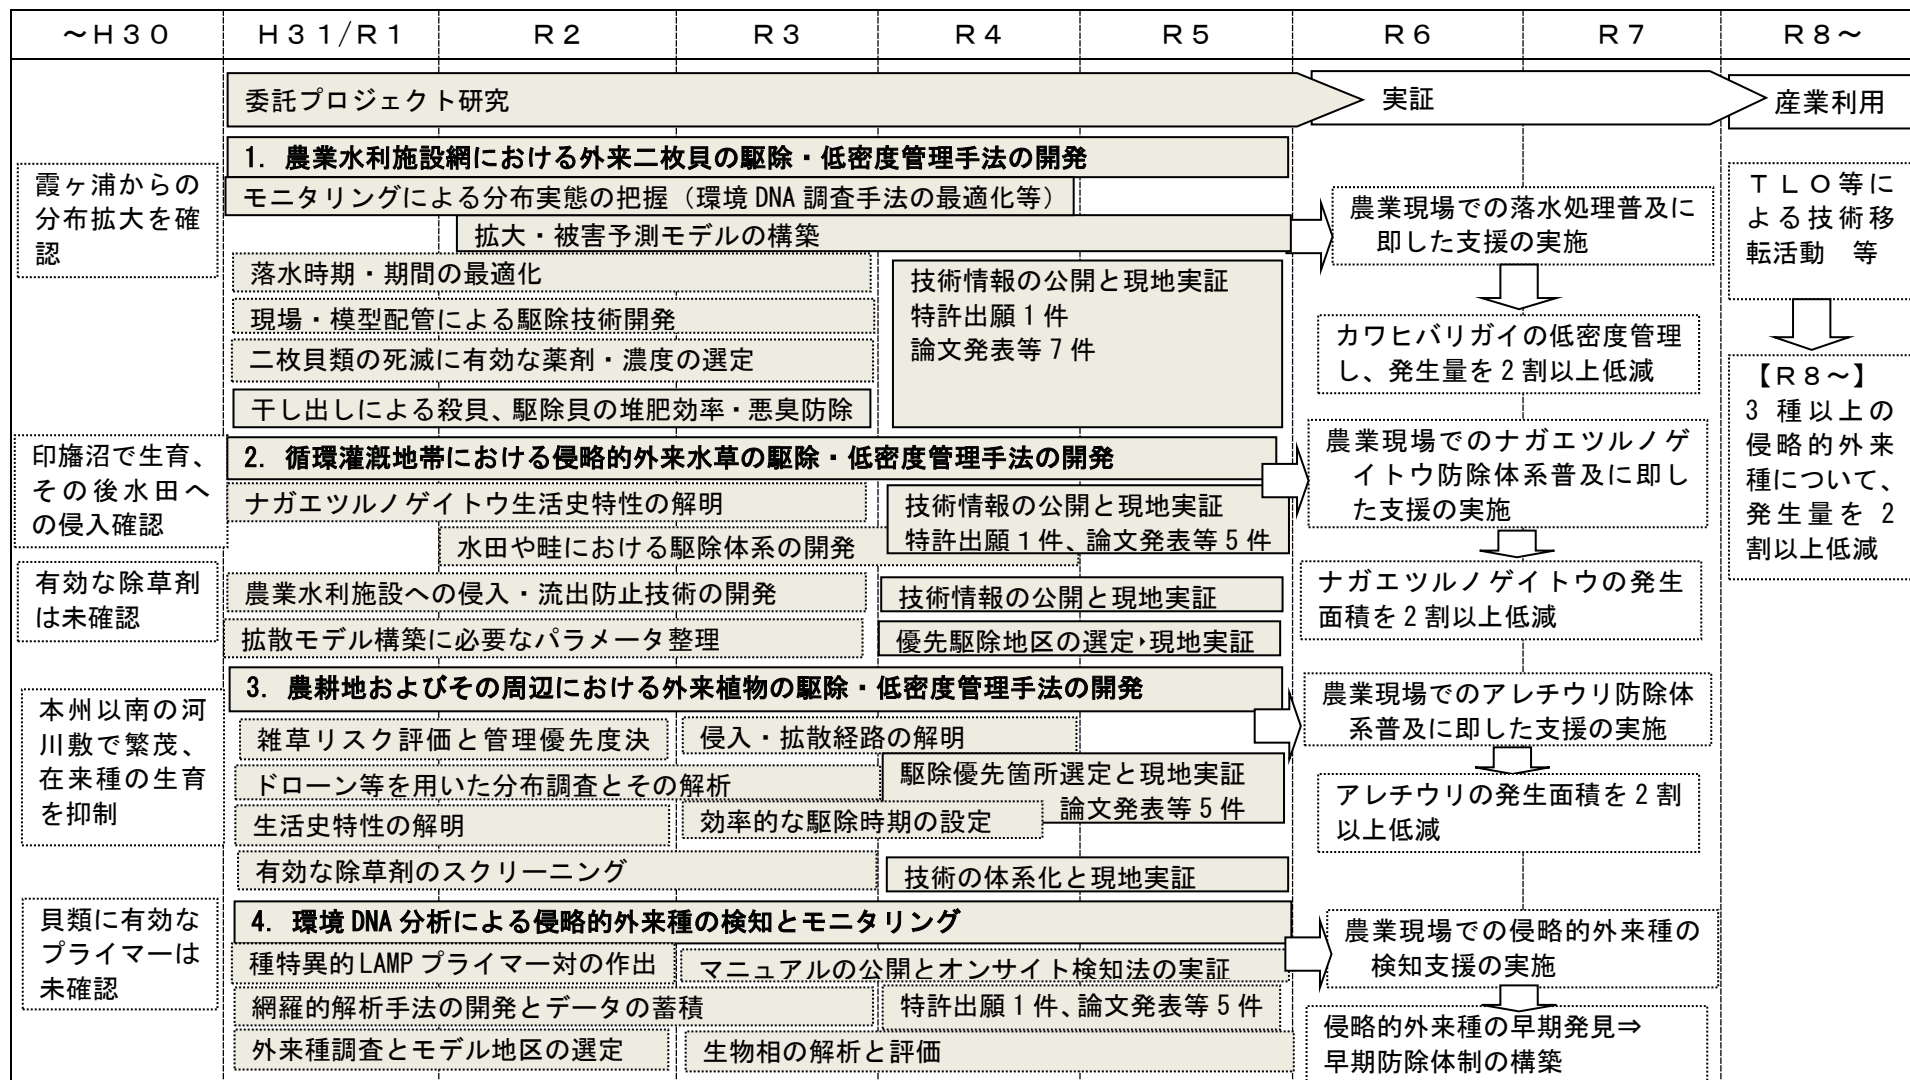 ～Ｈ３０
Ｈ３１/Ｒ１
Ｒ２
Ｒ３
Ｒ４
Ｒ５
Ｒ６
Ｒ７
Ｒ８～
委託プロジェクト研究
実証
産業利用
霞ヶ浦からの
分布拡大を確
認
1. 農業水利施設網における外来二枚貝の駆除・低密度管理手法の開発
モニタリングによる分布実態の把握（環境 DNA 調査手法の最適化等）
拡大・被害予測モデルの構築
落水時期・期間の最適化
現場・模型配管による駆除技術開発
二枚貝類の死滅に有効な薬剤・濃度の選定
干し出しによる殺貝、駆除貝の堆肥効率・悪臭防除
技術情報の公開と現地実証
特許出願 1 件
論文発表等 7 件
農業現場での落水処理普及に
即した支援の実施
カワヒバリガイの低密度管理
し、発生量を 2 割以上低減
ＴＬＯ等に
よる技術移
転活動　等
【Ｒ８～】
3 種以上の
侵略的外来
種について、
発生量を 2
割以上低減
印旛沼で生育、
その後水田へ
の侵入確認
有効な除草剤
は未確認
2. 循環灌漑地帯における侵略的外来水草の駆除・低密度管理手法の開発
ナガエツルノゲイトウ生活史特性の解明
水田や畦における駆除体系の開発
技術情報の公開と現地実証
特許出願 1 件、論文発表等 5 件
農業水利施設への侵入・流出防止技術の開発
技術情報の公開と現地実証
拡散モデル構築に必要なパラメータ整理
優先駆除地区の選定・現地実証
農業現場でのナガエツルノゲ
イトウ防除体系普及に即し
た支援の実施
ナガエツルノゲイトウの発生
面積を 2 割以上低減
本州以南の河
川敷で繁茂、
在来種の生育
を抑制
3. 農耕地およびその周辺における外来植物の駆除・低密度管理手法の開発
雑草リスク評価と管理優先度決
侵入・拡散経路の解明
ドローン等を用いた分布調査とその解析
駆除優先箇所選定と現地実証
論文発表等 5 件
生活史特性の解明
効率的な駆除時期の設定
有効な除草剤のスクリーニング
技術の体系化と現地実証
農業現場でのアレチウリ防除体
系普及に即した支援の実施
アレチウリの発生面積を 2 割
以上低減
貝類に有効な
プライマーは
未確認
4. 環境 DNA 分析による侵略的外来種の検知とモニタリング
種特異的 LAMP プライマー対の作出
マニュアルの公開とオンサイト検知法の実証
網羅的解析手法の開発とデータの蓄積
特許出願 1 件、論文発表等 5 件
外来種調査とモデル地区の選定
生物相の解析と評価
農業現場での侵略的外来種の
検知支援の実施
侵略的外来種の早期発見⇒
早期防除体制の構築